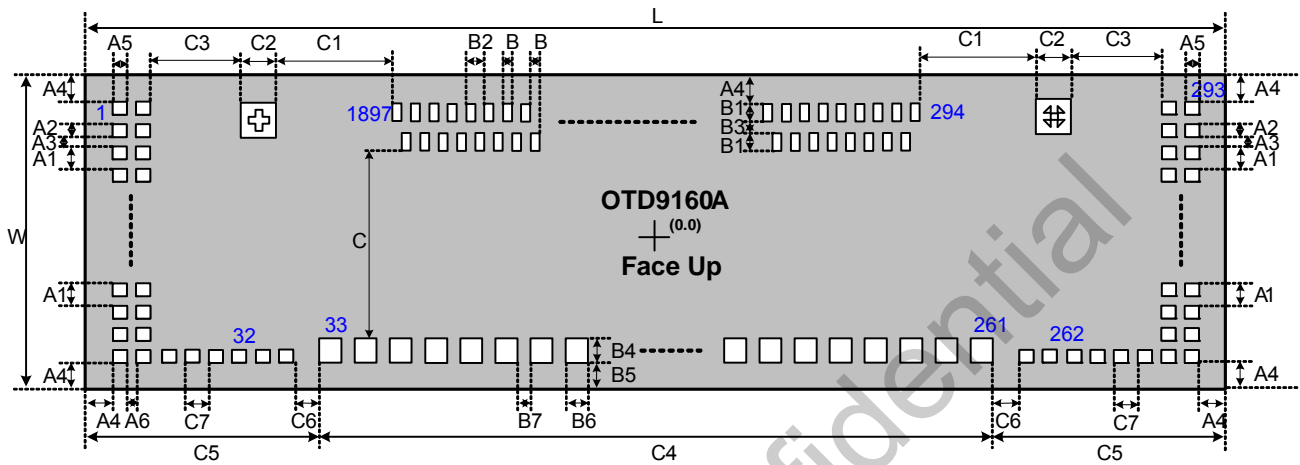 L
A5 C3 C2 C1 B2 B B C1 C2 C3 A5
A4 1 1897 A4 294 293 A4
B1
A2 B3 A2
A3 B1 A3
A1 A1
OTD9160A
W C (0.0)
Face Up
A1 A1
32 33 261 262
B4
A4 B5 A4
A4 A6 C7 C6 B7 B6 C6 C7 A4
C5 C4 C5
fidential